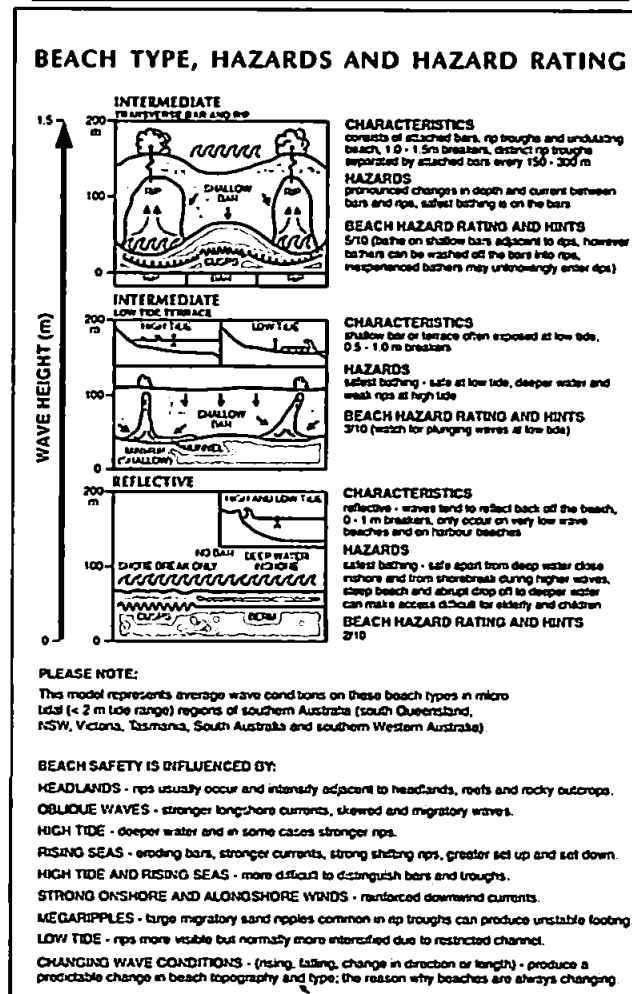 BEACH TYPE, HAZARDS AND HAZARD RATING
WAVE HEIGHT (m)
1.5
0
INTERMEDIATE
TRANSVERSE BAR AND RIP
200
m
100
0
RIP
SHALLOW
BAR
RIP
CUSPS
BAR
CHARACTERISTICS
consists of attached bars, rip troughs and undulating
beach, 1.0 - 1.5m breakers, distinct rip troughs
separated by attached bars every 150 - 300 m
HAZARDS
pronounced changes in depth and current between
bars and rips, safest bathing is on the bars
BEACH HAZARD RATING AND HINTS
5/10 (bathe on shallow bars adjacent to rips, however
bathers can be washed off the bars into rips,
inexperienced bathers may unknowingly enter rips)
INTERMEDIATE
LOW TIDE TERRACE
200
m
100
0
HIGH TIDE
LOW TIDE
SHALLOW
BAR
(SHALLOW)
RUNNEL
CHARACTERISTICS
shallow bar or terrace often exposed at low tide,
0.5 - 1.0 m breakers
HAZARDS
safest bathing - safe at low tide, deeper water and
weak rips at high tide
BEACH HAZARD RATING AND HINTS
3/10 (watch for plunging waves at low tide)
REFLECTIVE
200
m
100
0
HIGH AND LOW TIDE
NO BAR
DEEP WATER
INSHORE
SHORE BREAK ONLY
CUSPS
BERM
CHARACTERISTICS
reflective - waves tend to reflect back off the beach,
0 - 1 m breakers, only occur on very low wave
beaches and on harbour beaches
HAZARDS
safest bathing - safe apart from deep water close
inshore and from shorebreak during higher waves,
steep beach and abrupt drop off to deeper water
can make access difficult for elderly and children
BEACH HAZARD RATING AND HINTS
2/10
PLEASE NOTE:
This model represents average wave conditions on these beach types in micro
tidal (< 2 m tide range) regions of southern Australia (south Queensland,
NSW, Victoria, Tasmania, South Australia and southern Western Australia)
BEACH SAFETY IS INFLUENCED BY:
HEADLANDS - rips usually occur and intensify adjacent to headlands, reefs and rocky outcrops.
OBLIQUE WAVES - stronger longshore currents, skewed and migratory waves.
HIGH TIDE - deeper water and in some cases stronger rips.
RISING SEAS - eroding bars, stronger currents, strong shifting rips, greater set up and set down.
HIGH TIDE AND RISING SEAS - more difficult to distinguish bars and troughs.
STRONG ONSHORE AND ALONGSHORE WINDS - reinforced downwind currents.
MEGARIPPLES - large migratory sand ripples common in rip troughs can produce unstable footing.
LOW TIDE - rips more visible but normally more intensified due to restricted channel.
CHANGING WAVE CONDITIONS - (rising, falling, change in direction or length) - produce a
predictable change in beach topography and type; the reason why beaches are always changing